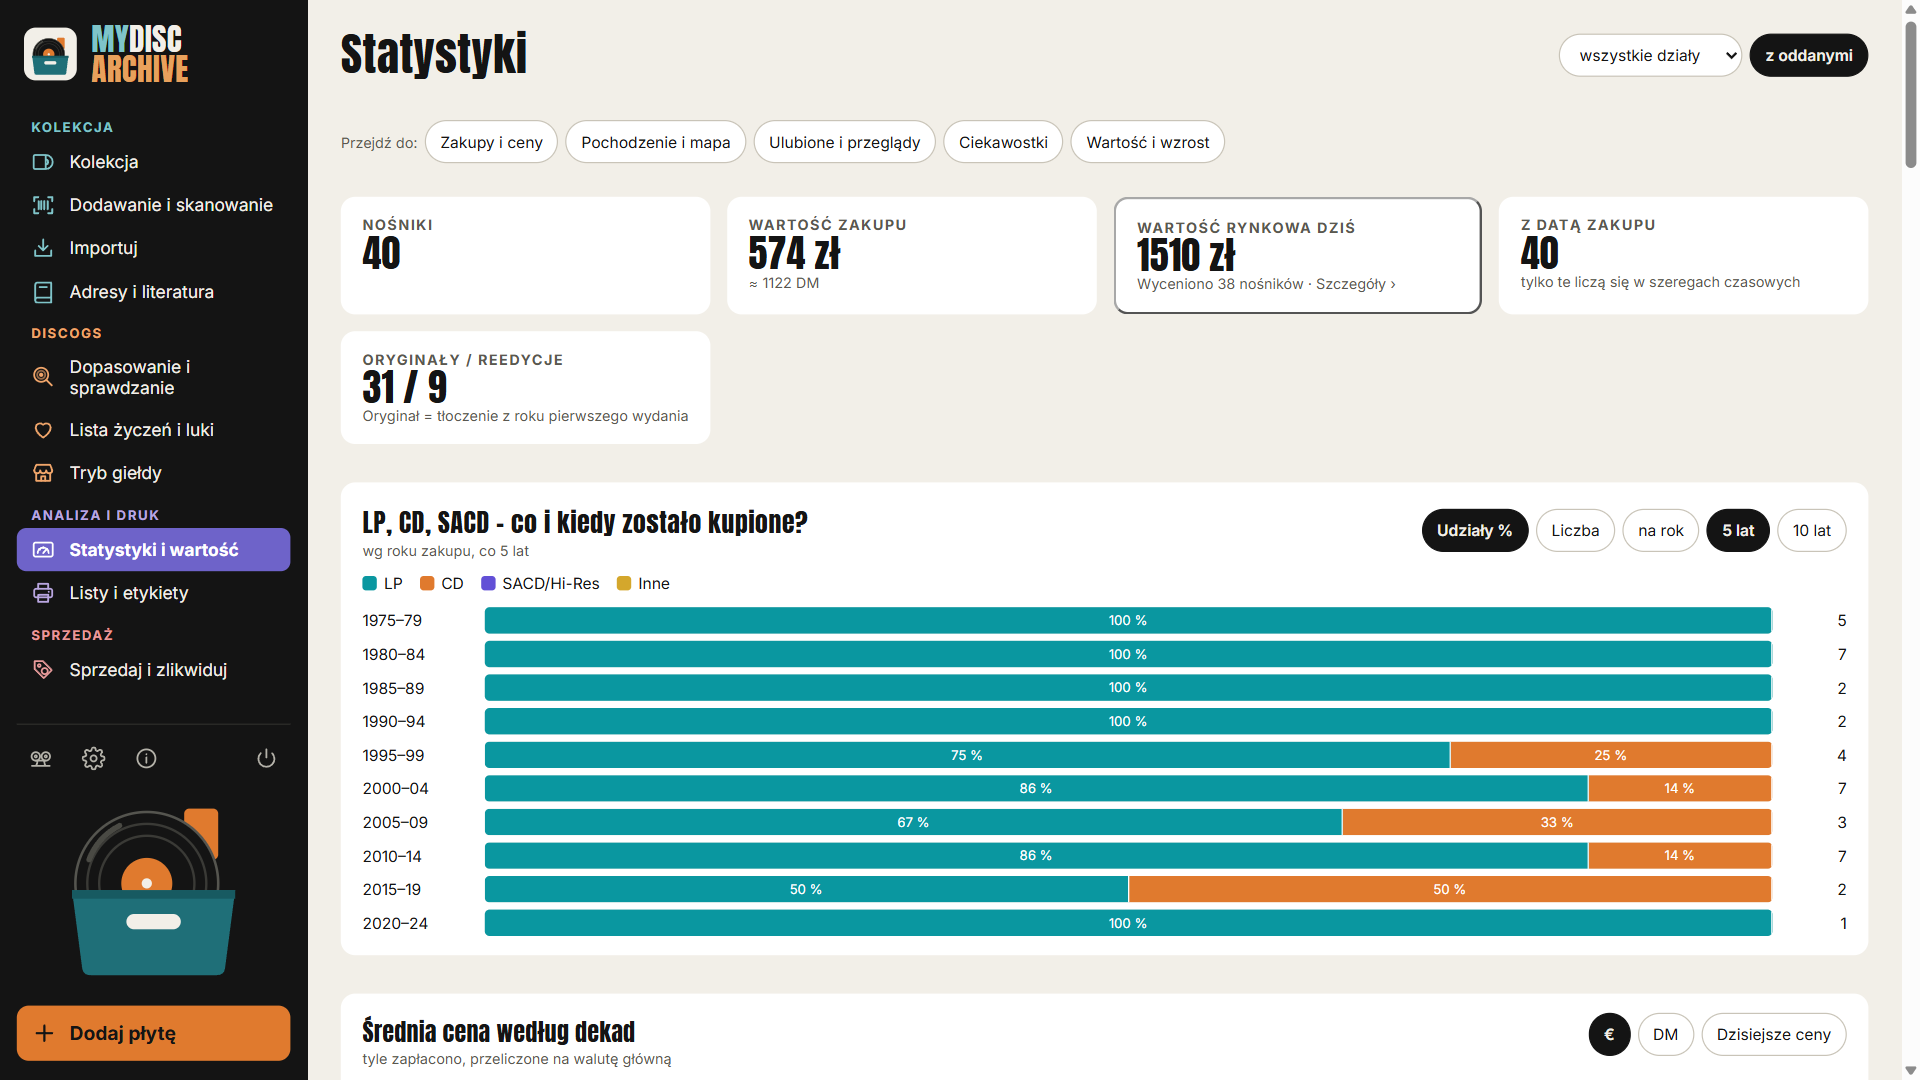 MYDISC
ARCHIVE
KOLEKCJA
Kolekcja
Dodawanie i skanowanie
Importuj
Adresy i literatura
DISCOGS
Dopasowanie i
sprawdzanie
Lista życzeń i luki
Tryb giełdy
ANALIZA I DRUK
Statystyki i wartość
Listy i etykiety
SPRZEDAŻ
Sprzedaj i zlikwiduj
Dodaj płytę
Statystyki
wszystkie działy
z oddanymi
Przejdź do: Zakupy i ceny Pochodzenie i mapa Ulubione i przeglądy Ciekawostki Wartość i wzrost
NOŚNIKI
40
WARTOŚĆ ZAKUPU
574 zł
≈ 1122 DM
WARTOŚĆ RYNKOWA DZIŚ
1510 zł
Wyceniono 38 nośników · Szczegóły ›
Z DATĄ ZAKUPU
40
tylko te liczą się w szeregach czasowych
ORYGINAŁY / REEDYCJE
31 / 9
Oryginał = tłoczenie z roku pierwszego wydania
LP, CD, SACD - co i kiedy zostało kupione?
wg roku zakupu, co 5 lat
Udziały % Liczba na rok 5 lat 10 lat
LP CD SACD/Hi-Res Inne
1975–79 100 % 5
1980–84 100 % 7
1985–89 100 % 2
1990–94 100 % 2
1995–99 75 % 25 % 4
2000–04 86 % 14 % 7
2005–09 67 % 33 % 3
2010–14 86 % 14 % 7
2015–19 50 % 50 % 2
2020–24 100 % 1
Średnia cena według dekad
tyle zapłacono, przeliczone na walutę główną
€ DM Dzisiejsze ceny